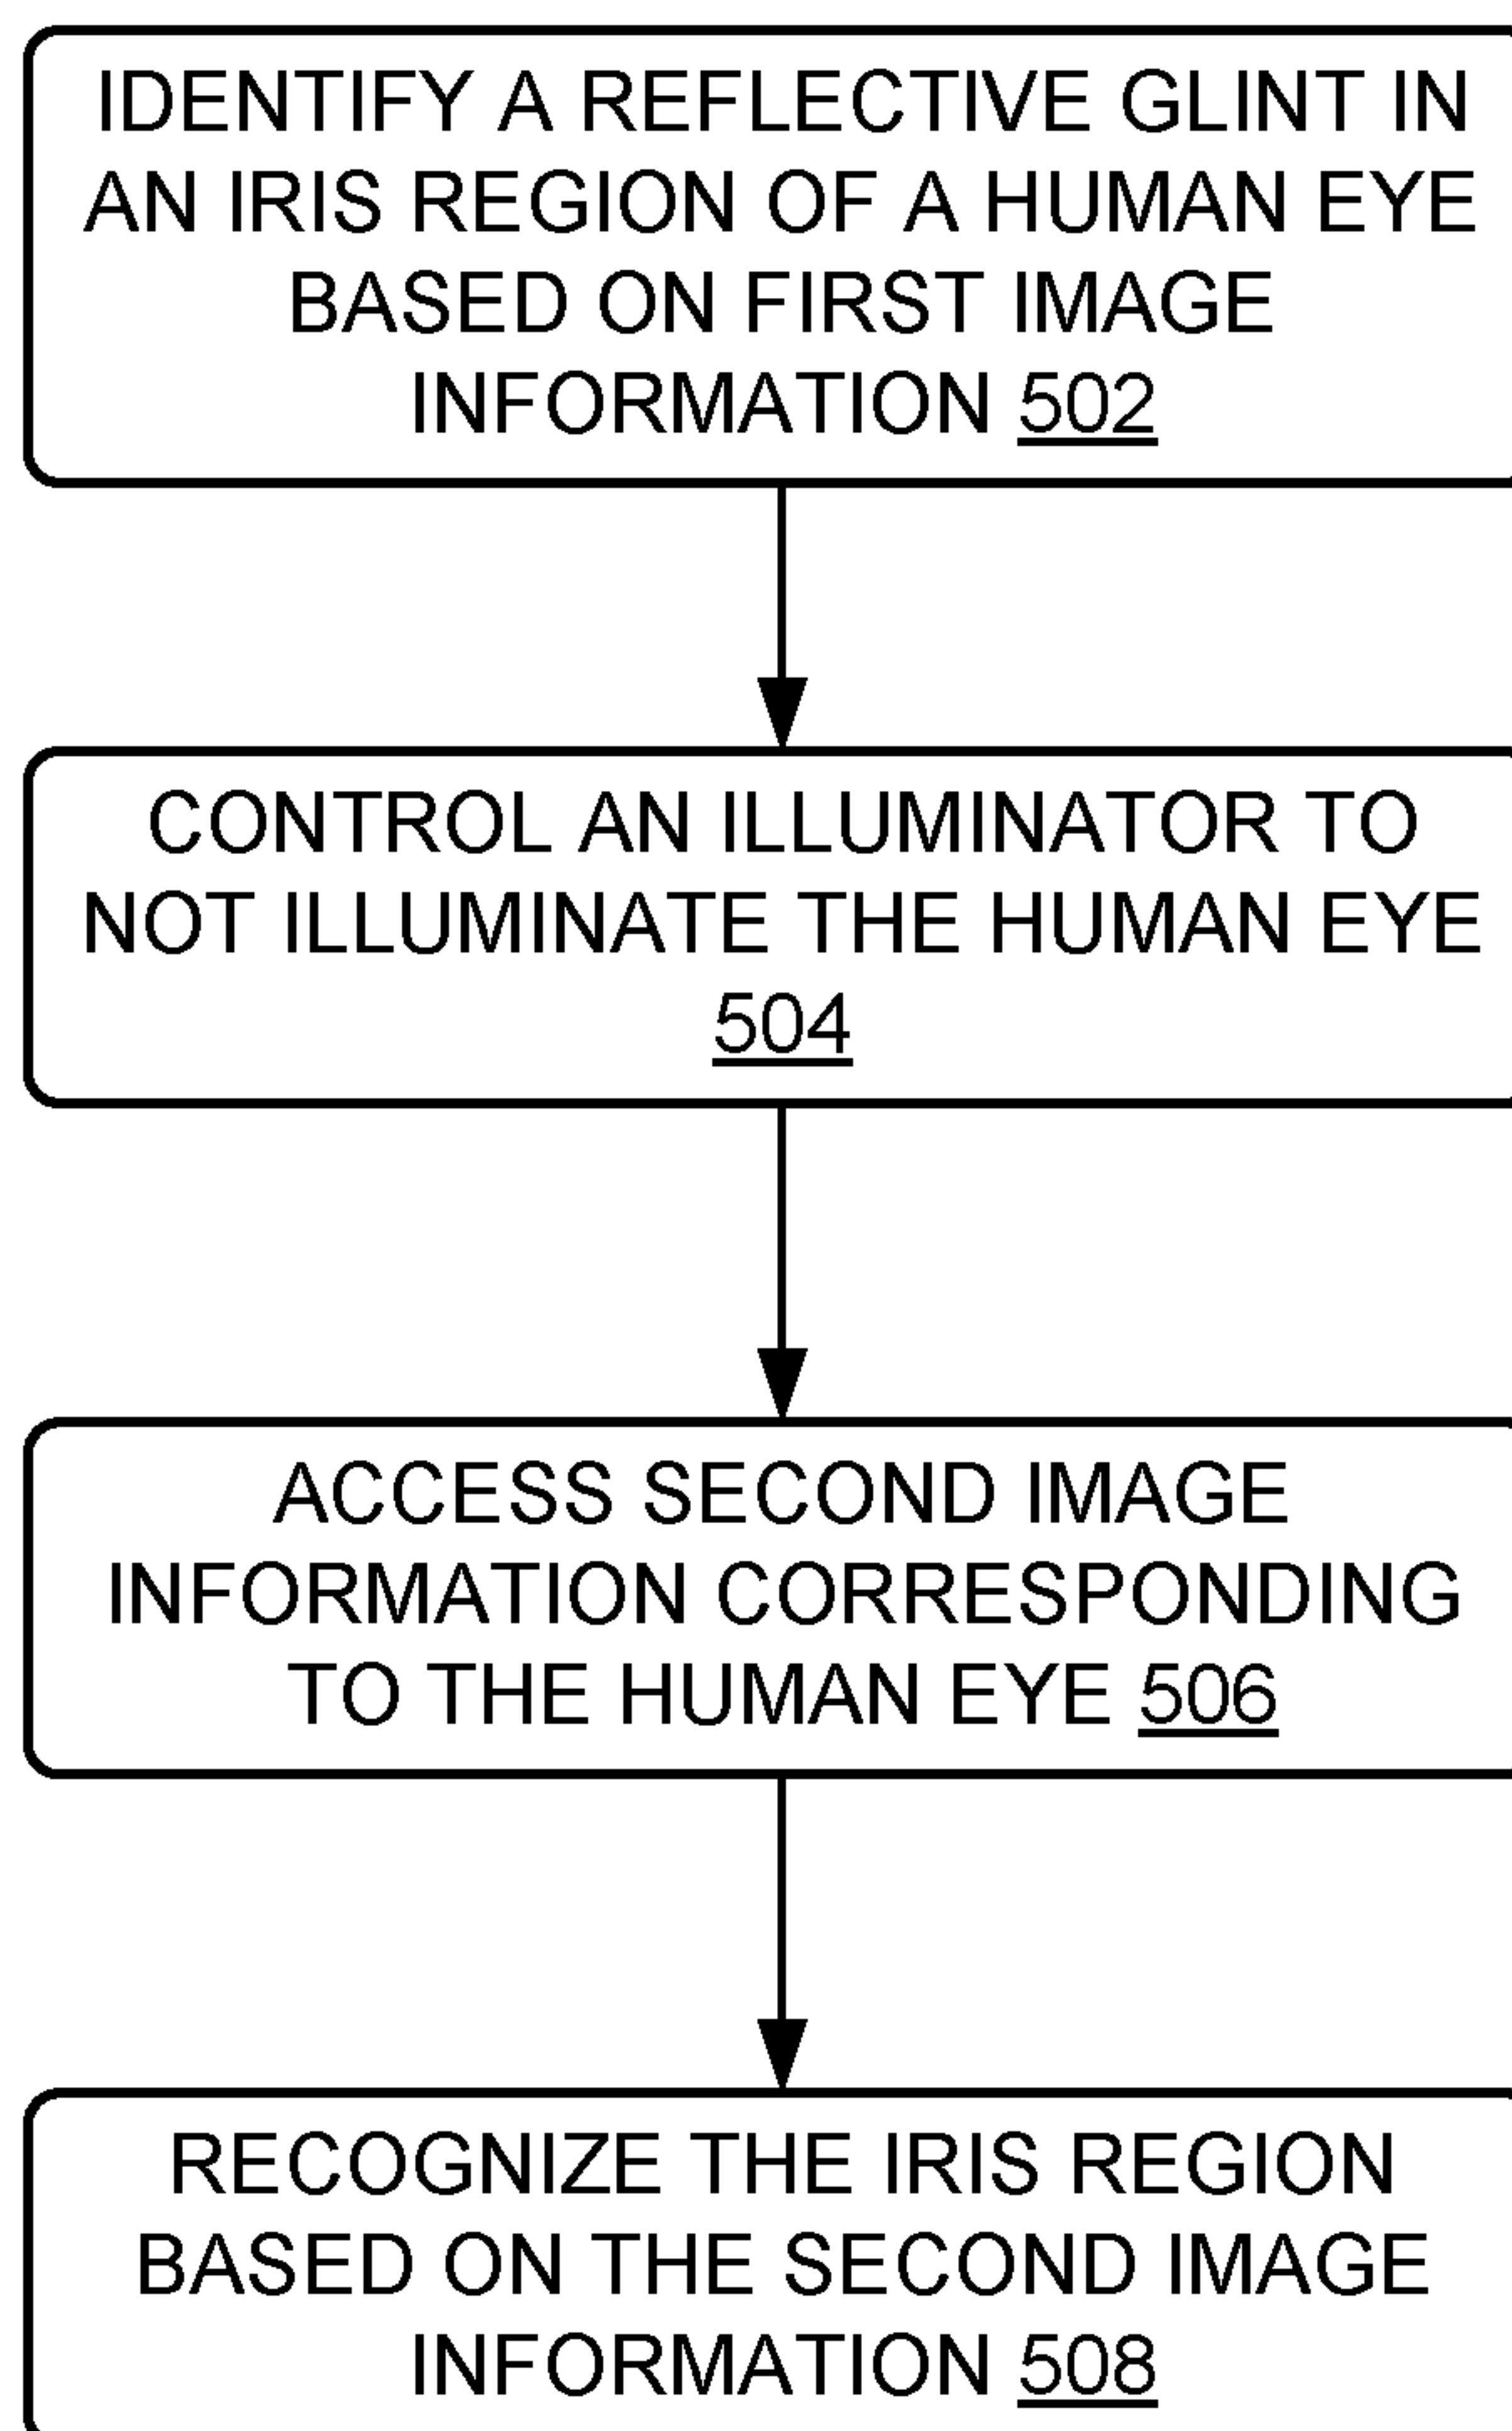 IDENTIFY A REFLECTIVE GLINT IN
AN IRIS REGION OF A HUMAN EYE
BASED ON FIRST IMAGE
INFORMATION 502
CONTROL AN ILLUMINATOR TO
NOT ILLUMINATE THE HUMAN EYE
504
ACCESS SECOND IMAGE
INFORMATION CORRESPONDING
TO THE HUMAN EYE 506
RECOGNIZE THE IRIS REGION
BASED ON THE SECOND IMAGE
INFORMATION 508